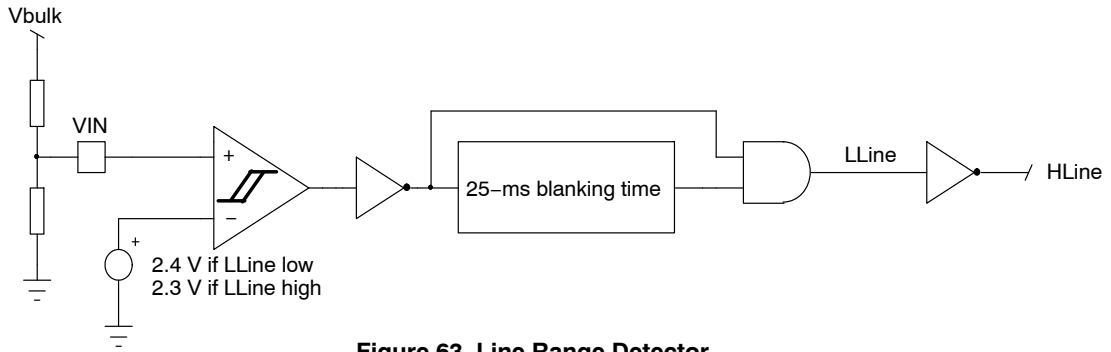 Vbulk
VIN
+
−
+
2.4 V if LLine low
2.3 V if LLine high
25−ms blanking time
LLine
HLine
Figure 63. Line Range Detector